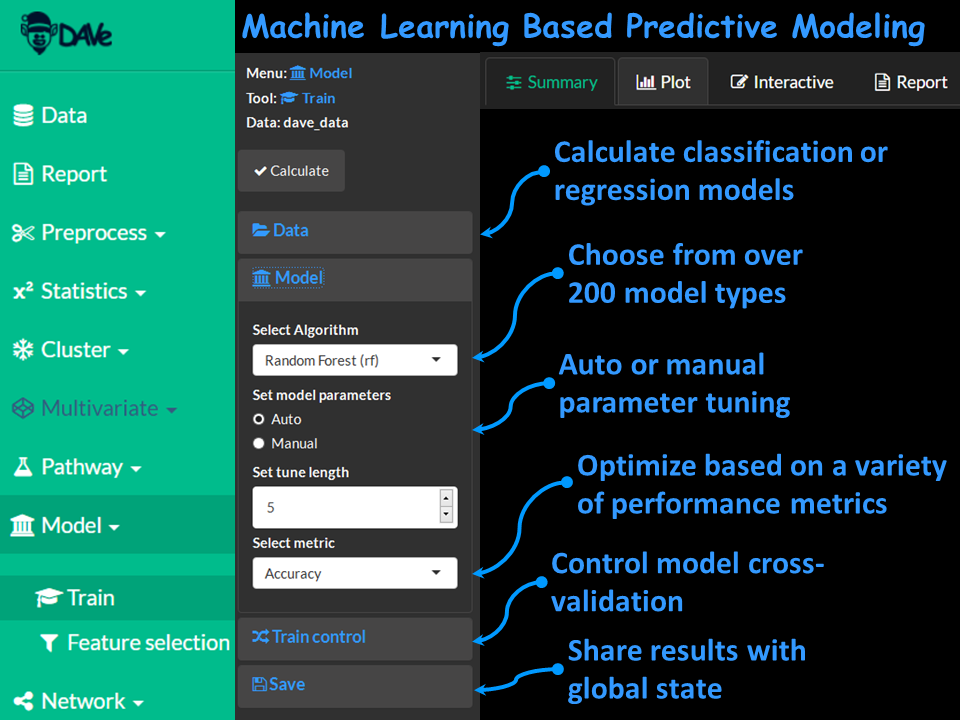 DAVe
Machine Learning Based Predictive Modeling
Data
Report
Preprocess
x² Statistics
Cluster
Multivariate
Pathway
Model
Train
Feature selection
Network
Menu: Model
Tool: Train
Data: dave_data
Calculate
Data
Model
Select Algorithm
Random Forest (rf)
Set model parameters
Auto
Manual
Set tune length
5
Select metric
Accuracy
Train control
Save
Summary
Plot
Interactive
Report
Calculate classification or
regression models
Choose from over
200 model types
Auto or manual
parameter tuning
Optimize based on a variety
of performance metrics
Control model cross-
validation
Share results with
global state